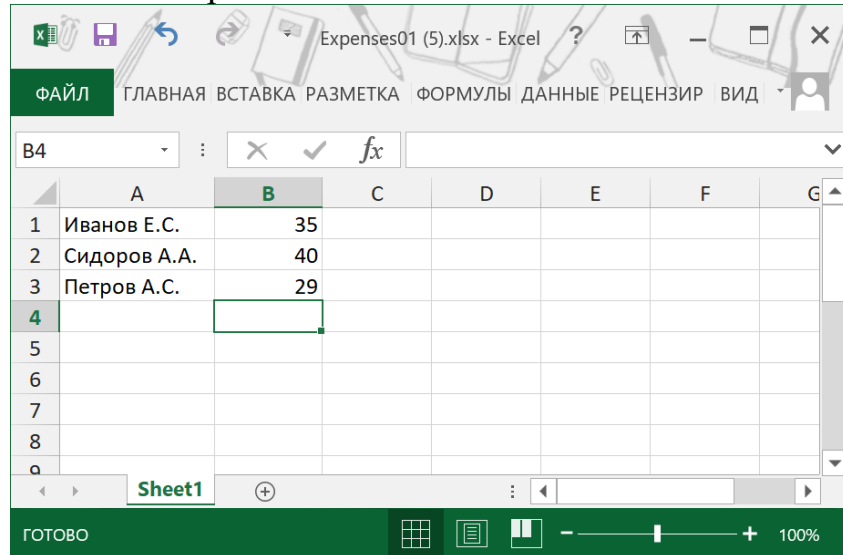 Expenses01 (5).xlsx - Excel ?
ФАЙЛ ГЛАВНАЯ ВСТАВКА РАЗМЕТКА ФОРМУЛЫ ДАННЫЕ РЕЦЕНЗИР ВИД
B4 fx
A B C D E F G
1 Иванов Е.С. 35
2 Сидоров А.А. 40
3 Петров А.С. 29
4
5
6
7
8
9
Sheet1
ГОТОВО 100%